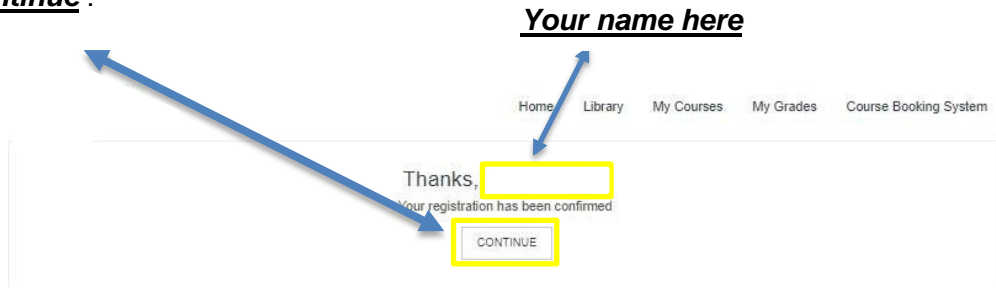 Your name here
Home Library My Courses My Grades Course Booking System
Thanks,
Your registration has been confirmed
CONTINUE